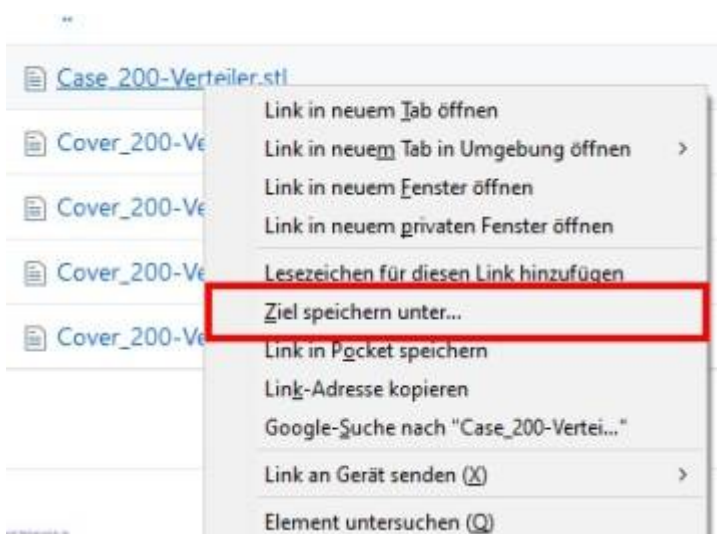 ..
Case_200-Verteiler.stl
Cover_200-Ve
Cover_200-Ve
Cover_200-Ve
Cover_200-Ve
Link in neuem Tab öffnen
Link in neuem Tab in Umgebung öffnen >
Link in neuem Fenster öffnen
Link in neuem privaten Fenster öffnen
Lesezeichen für diesen Link hinzufügen
Ziel speichern unter...
Link in Pocket speichern
Link-Adresse kopieren
Google-Suche nach "Case_200-Vertei..."
Link an Gerät senden (X) >
Element untersuchen (Q)